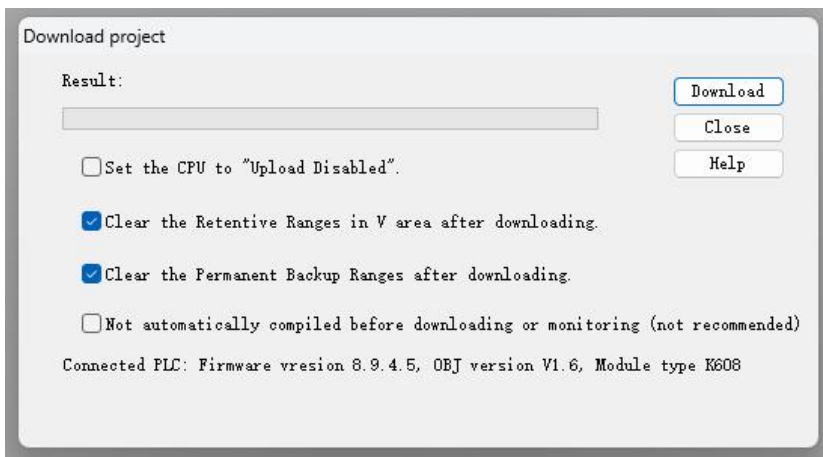 Download project
Result:
Download
Close
Set the CPU to "Upload Disabled".
Help
Clear the Retentive Ranges in V area after downloading.
Clear the Permanent Backup Ranges after downloading.
Not automatically compiled before downloading or monitoring (not recommended)
Connected PLC: Firmware vresion 8.9.4.5, OBJ version V1.6, Module type K608